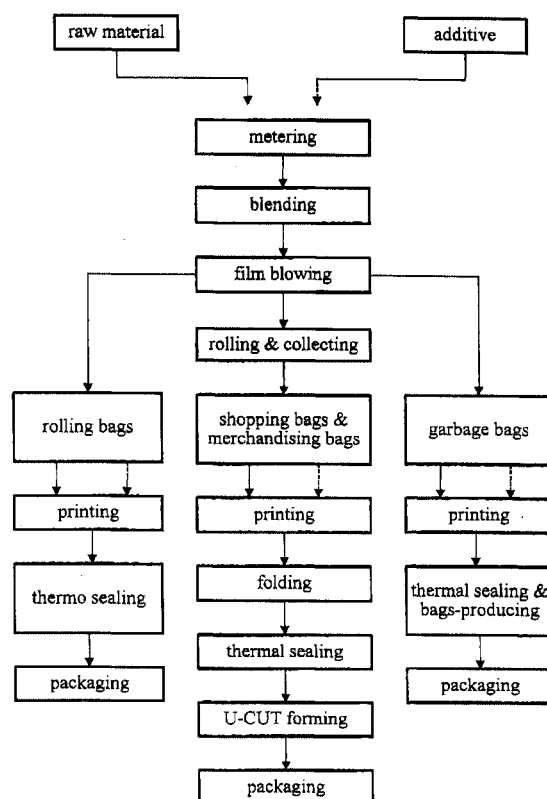 raw material
additive
metering
blending
film blowing
rolling & collecting
rolling bags
shopping bags &
merchandising bags
garbage bags
printing
printing
printing
thermo sealing
folding
thermal sealing &
bags-producing
thermal sealing
packaging
packaging
U-CUT forming
packaging